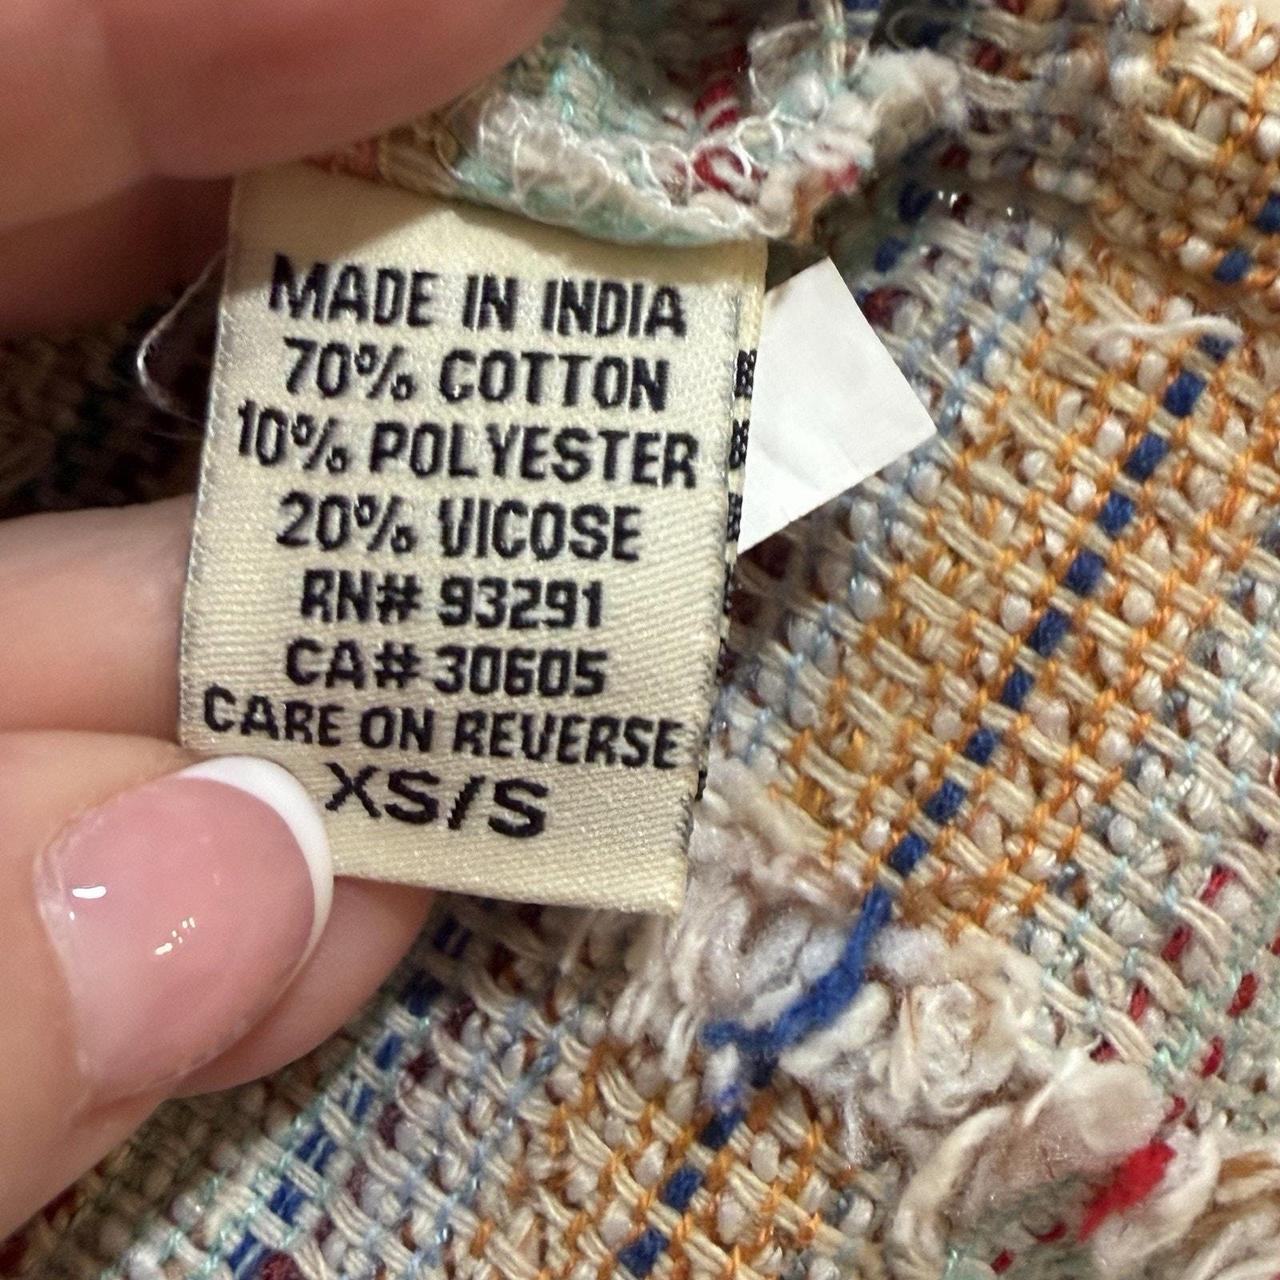 MADE IN INDIA
70% COTTON
10% POLYESTER
20% VICOSE
RN# 93291
CA# 30605
CARE ON REVERSE
XS/S